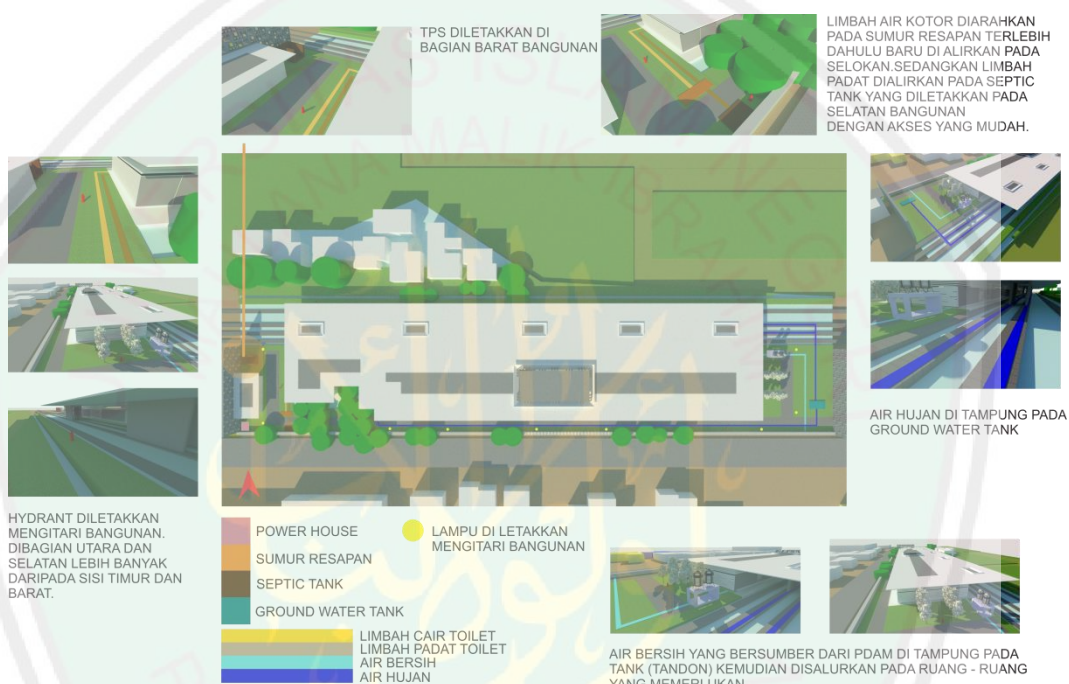 TPS DILETAKKAN DI
BAGIAN BARAT BANGUNAN
LIMBAH AIR KOTOR DIARAHKAN
PADA SUMUR RESAPAN TERLEBIH
DAHULU BARU DI ALIRKAN PADA
SELOKAN.SEDANGKAN LIMBAH
PADAT DIALIRKAN PADA SEPTIC
TANK YANG DILETAKKAN PADA
SELATAN BANGUNAN
DENGAN AKSES YANG MUDAH.
AIR HUJAN DI TAMPUNG PADA
GROUND WATER TANK
HYDRANT DILETAKKAN
MENGITARI BANGUNAN.
DIBAGIAN UTARA DAN
SELATAN LEBIH BANYAK
DARIPADA SISI TIMUR DAN
BARAT.
POWER HOUSE
SUMUR RESAPAN
SEPTIC TANK
GROUND WATER TANK
LAMPU DI LETAKKAN
MENGITARI BANGUNAN
LIMBAH CAIR TOILET
LIMBAH PADAT TOILET
AIR BERSIH
AIR HUJAN
AIR BERSIH YANG BERSUMBER DARI PDAM DI TAMPUNG PADA
TANK (TANDON) KEMUDIAN DISALURKAN PADA RUANG - RUANG
YANG MEMERLUKAN